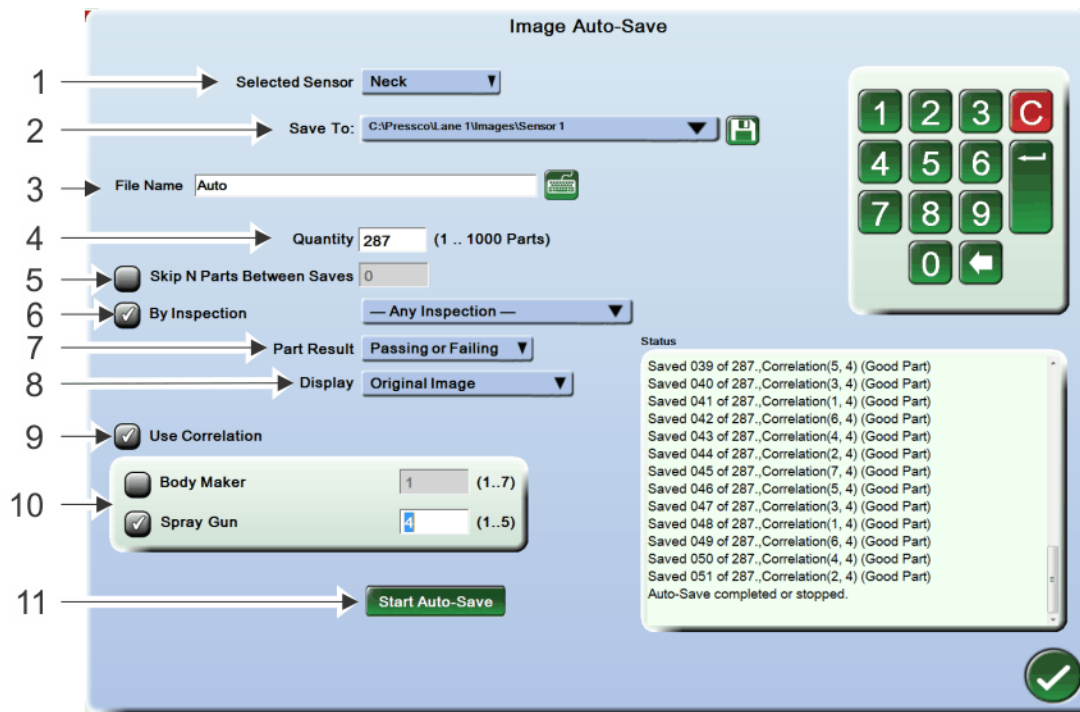 Image Auto-Save
1 Selected Sensor Neck
2 Save To: C:\Pressco\Lane 1\Images\Sensor 1
3 File Name Auto
4 Quantity 287 (1 .. 1000 Parts)
5 Skip N Parts Between Saves 0
6 By Inspection — Any Inspection —
7 Part Result Passing or Failing
8 Display Original Image
9 Use Correlation
10
Body Maker 1 (1..7)
Spray Gun 4 (1..5)
11 Start Auto-Save
1 2 3 C
4 5 6
7 8 9
0
Status
Saved 039 of 287.,Correlation(5, 4) (Good Part)
Saved 040 of 287.,Correlation(3, 4) (Good Part)
Saved 041 of 287.,Correlation(1, 4) (Good Part)
Saved 042 of 287.,Correlation(6, 4) (Good Part)
Saved 043 of 287.,Correlation(4, 4) (Good Part)
Saved 044 of 287.,Correlation(2, 4) (Good Part)
Saved 045 of 287.,Correlation(7, 4) (Good Part)
Saved 046 of 287.,Correlation(5, 4) (Good Part)
Saved 047 of 287.,Correlation(3, 4) (Good Part)
Saved 048 of 287.,Correlation(1, 4) (Good Part)
Saved 049 of 287.,Correlation(6, 4) (Good Part)
Saved 050 of 287.,Correlation(4, 4) (Good Part)
Saved 051 of 287.,Correlation(2, 4) (Good Part)
Auto-Save completed or stopped.